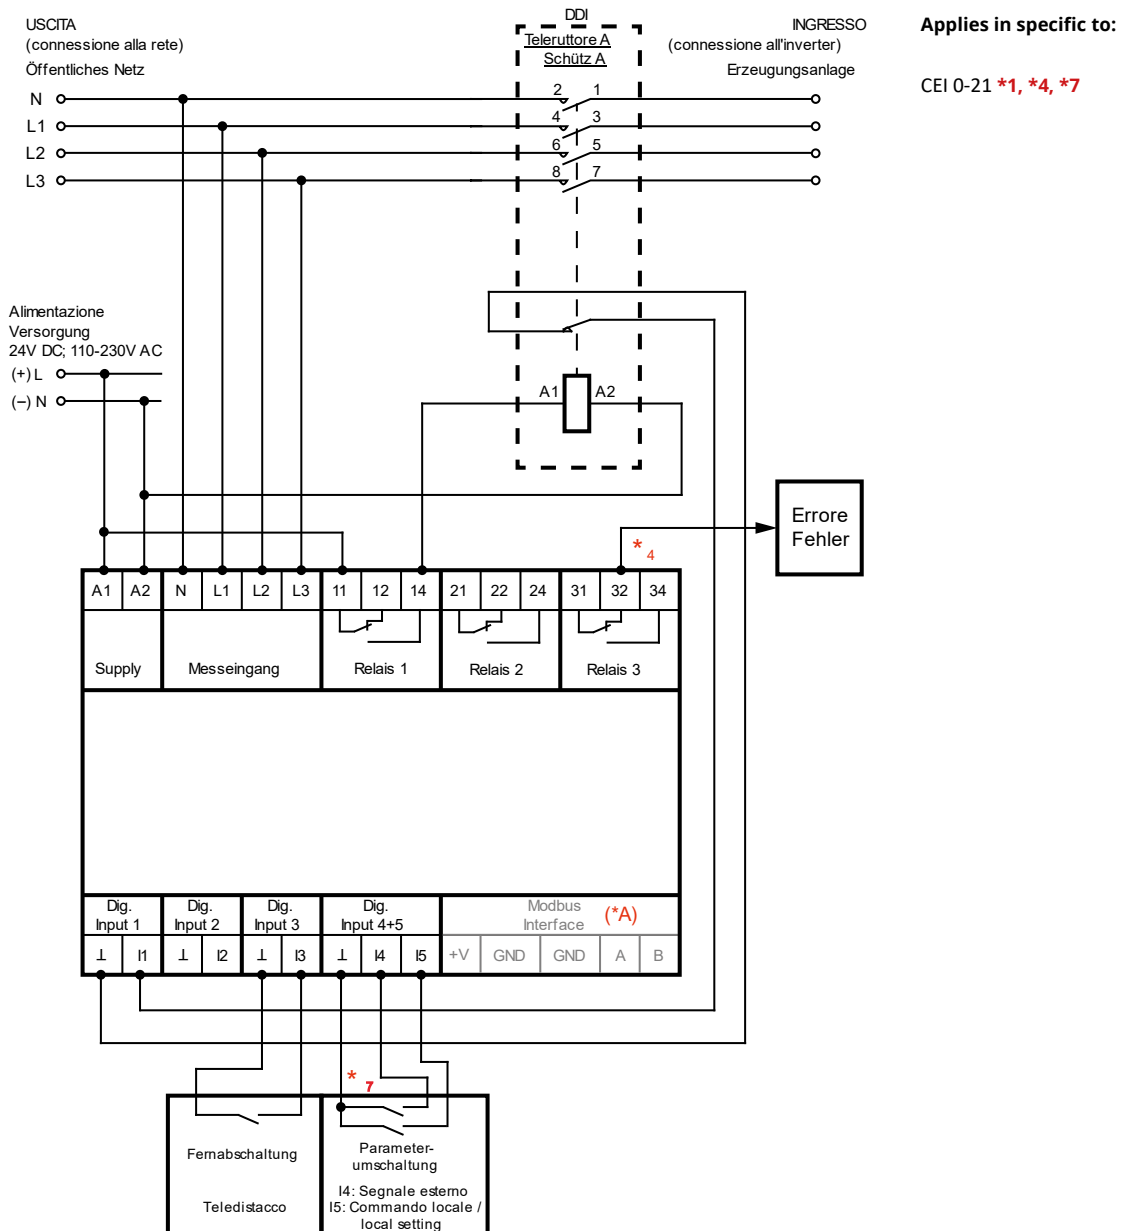 USCITA
(connessione alla rete)
Öffentliches Netz
DDI
Teleruttore A
Schütz A
INGRESSO
(connessione all'inverter)
Erzeugungsanlage
Applies in specific to:
CEI 0-21 *1, *4, *7
N 2 1
L1 4 3
L2 6 5
L3 8 7
Alimentazione
Versorgung
24V DC; 110-230V AC
(+) L
(–) N
A1 A2
Errore
Fehler
* 4
A1 A2 N L1 L2 L3 11 12 14 21 22 24 31 32 34
Supply Messeingang Relais 1 Relais 2 Relais 3
Dig.
Input 1
Dig.
Input 2
Dig.
Input 3
Dig.
Input 4+5
Modbus
Interface
(*A)
⊥ I1 ⊥ I2 ⊥ I3 ⊥ I4 I5 +V GND GND A B
* 7
Fernabschaltung
Teledistacco
Parameter-
umschaltung
I4: Segnale esterno
I5: Commando locale /
local setting